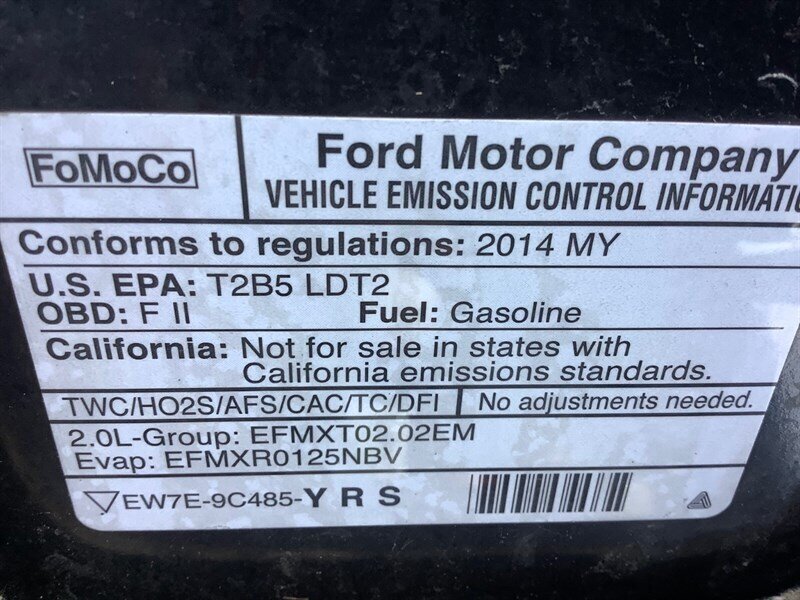 FoMoCo
Ford Motor Company
VEHICLE EMISSION CONTROL INFORMATIO
Conforms to regulations: 2014 MY
U.S. EPA: T2B5 LDT2
OBD: F II Fuel: Gasoline
California: Not for sale in states with
California emissions standards.
TWC/HO2S/AFS/CAC/TC/DFI No adjustments needed.
2.0L-Group: EFMXT02.02EM
Evap: EFMXR0125NBV
EW7E-9C485-Y R S